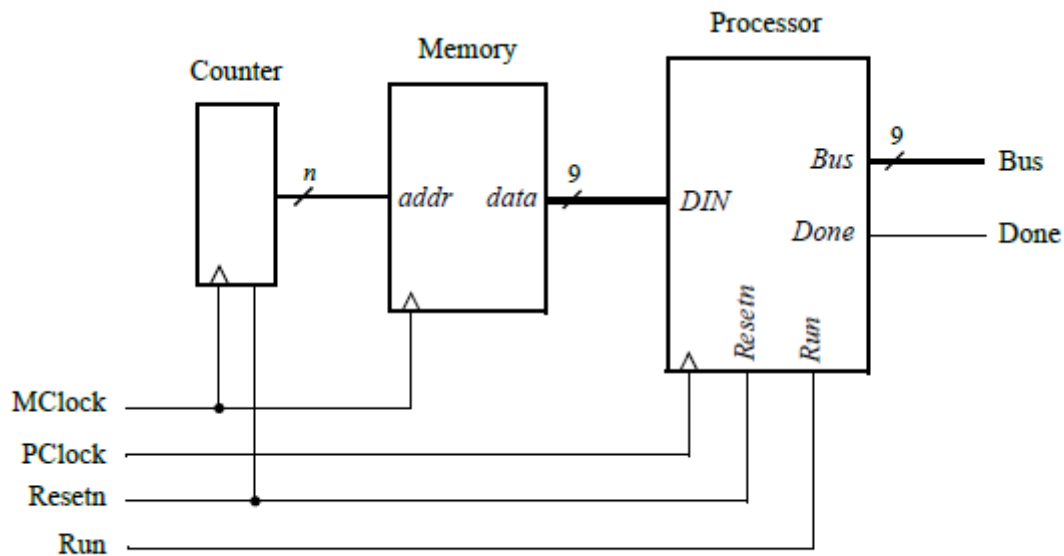 Processor
Memory
Counter
9
Bus
Bus
n
9
addr
data
DIN
Done
Done
Resetn
Run
MClock
PClock
Resetn
Run